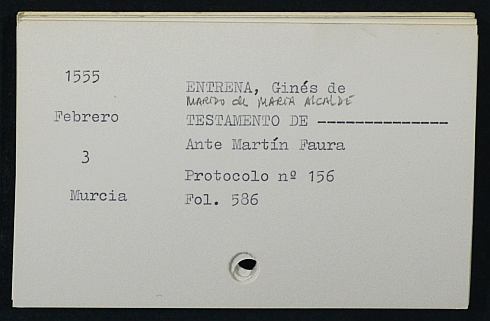 1555
Febrero
3
Murcia
ENTRENA, Ginés de
MARIDO de MARIA ALCALDE
TESTAMENTO DE --------------
Ante Martín Faura
Protocolo nº 156
Fol. 586